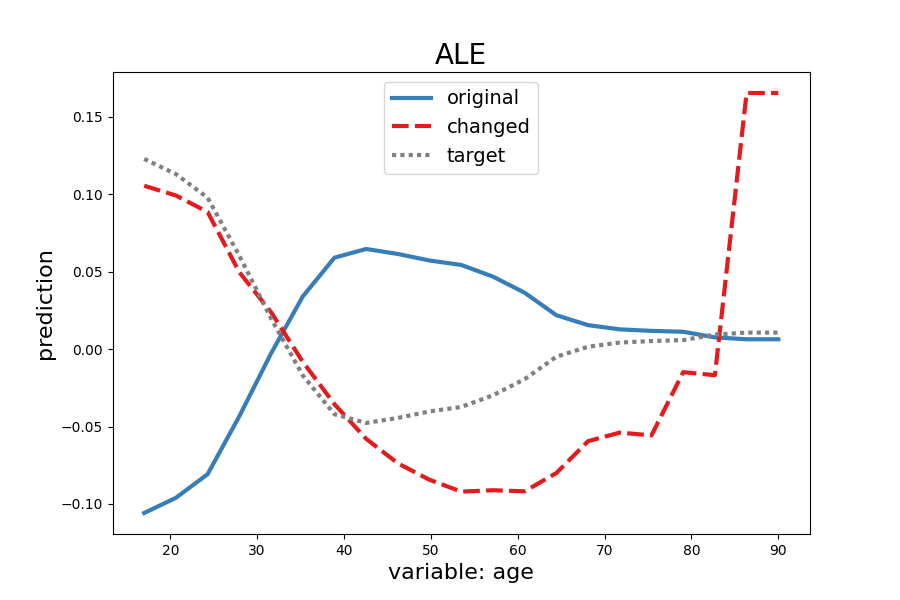 ALE
original
changed
target
0.15
0.10
0.05
0.00
−0.05
−0.10
prediction
20 30 40 50 60 70 80 90
variable: age